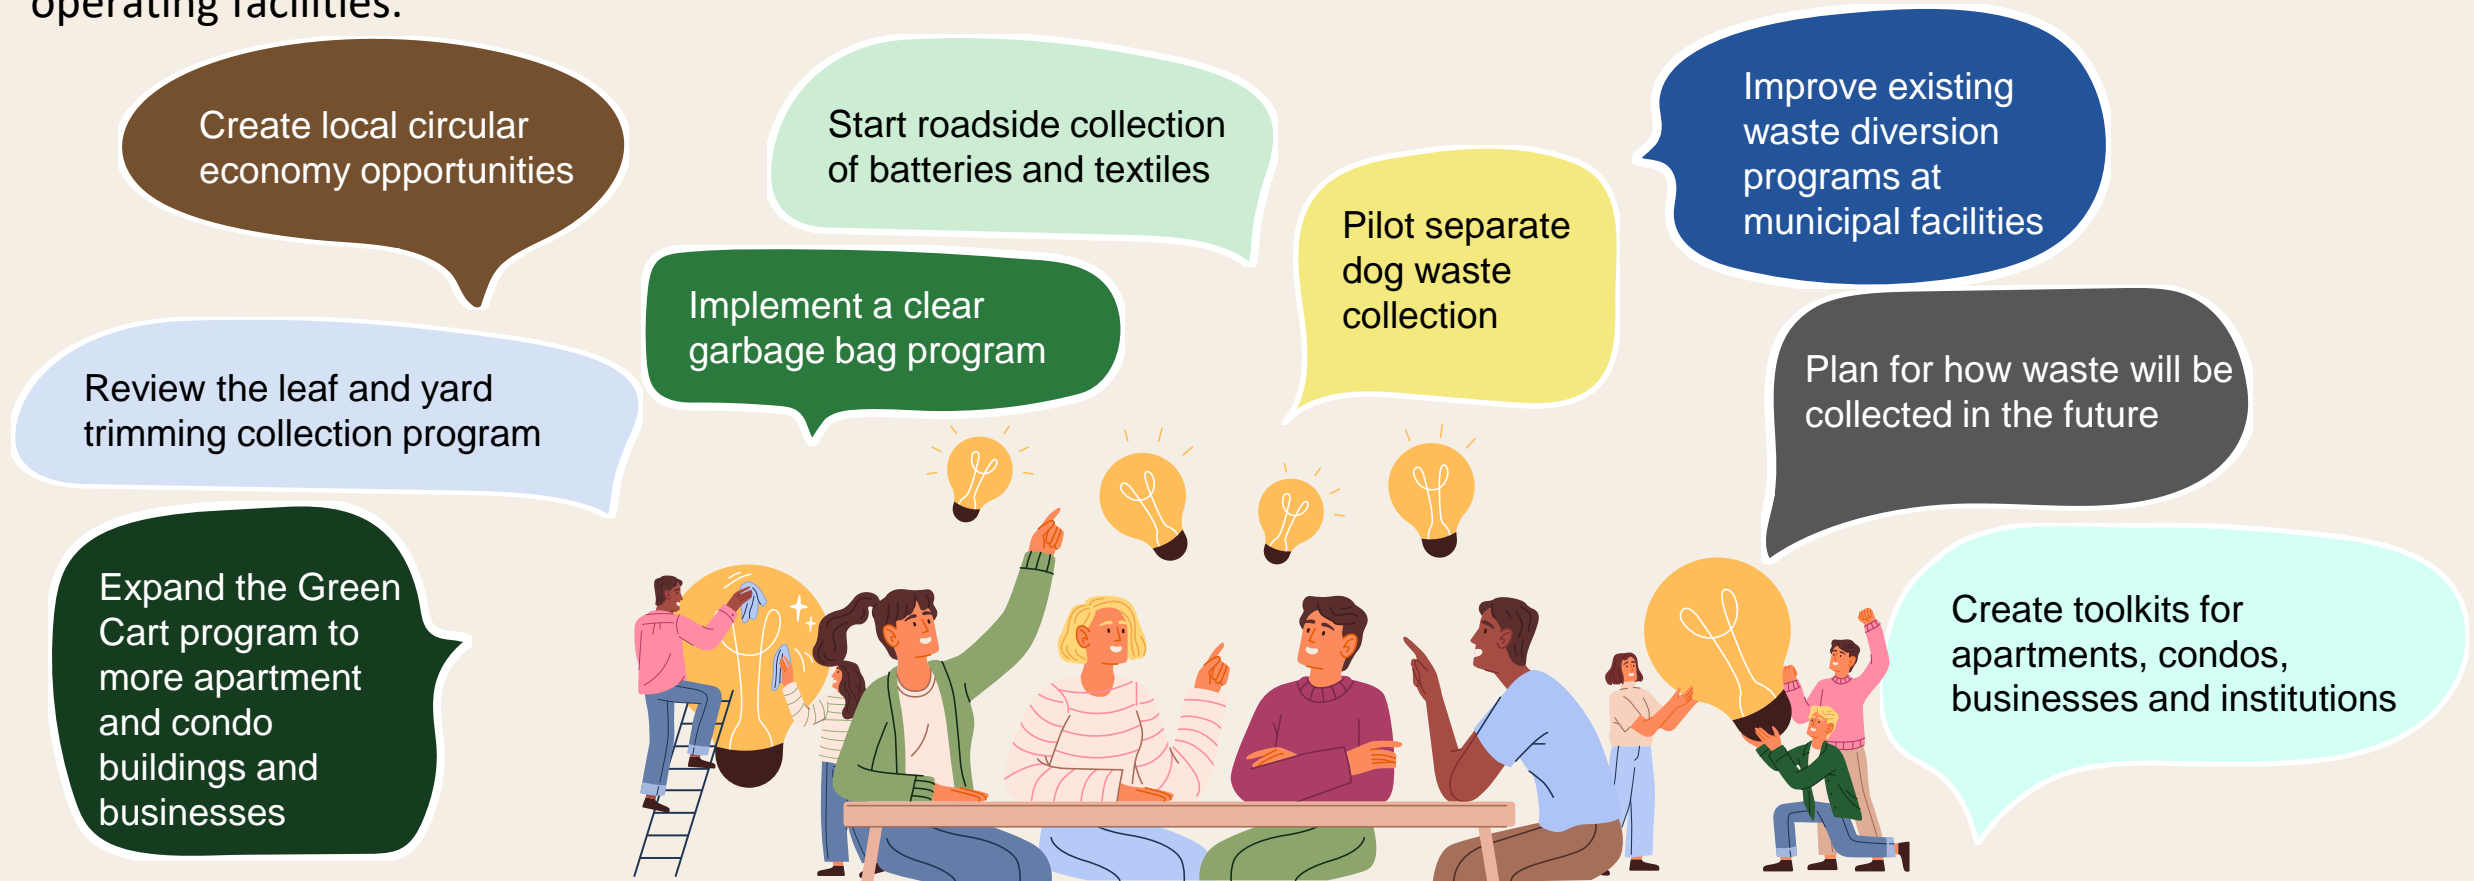 operating facilities.
Create local circular
economy opportunities
Start roadside collection
of batteries and textiles
Improve existing
waste diversion
programs at
municipal facilities
Pilot separate
dog waste
collection
Implement a clear
garbage bag program
Plan for how waste will be
collected in the future
Review the leaf and yard
trimming collection program
Expand the Green
Cart program to
more apartment
and condo
buildings and
businesses
Create toolkits for
apartments, condos,
businesses and institutions